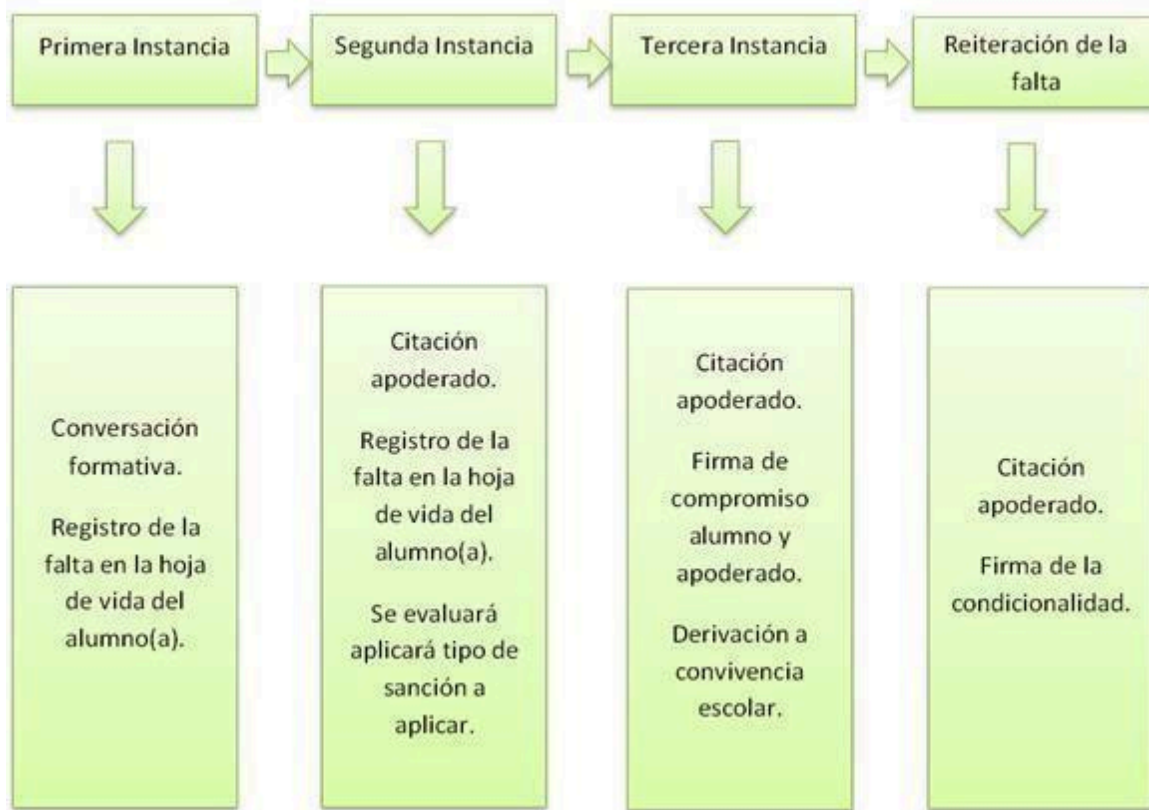 Primera Instancia
Segunda Instancia
Tercera Instancia
Reiteración de la
falta
Conversación
formativa.
Registro de la
falta en la hoja
de vida del
alumno(a).
Citación
apoderado.
Registro de la
falta en la hoja
de vida del
alumno(a).
Se evaluará
aplicará tipo de
sanción a
aplicar.
Citación
apoderado.
Firma de
compromiso
alumno y
apoderado.
Derivación a
convivencia
escolar.
Citación
apoderado.
Firma de la
condicionalidad.